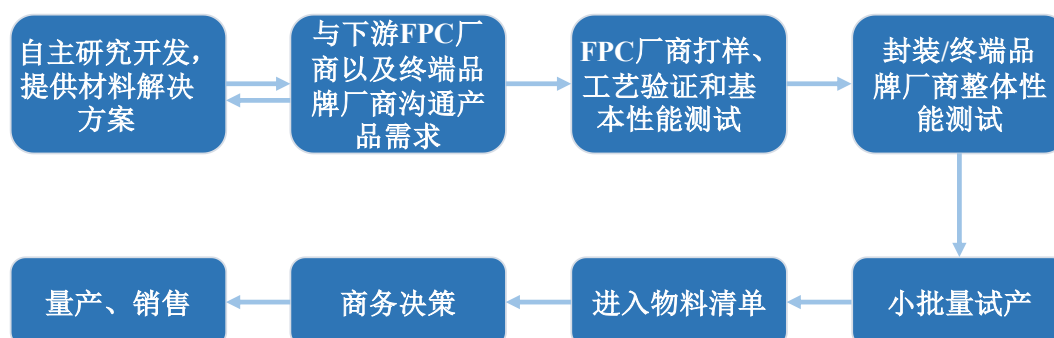 自主研究开发，
提供材料解决
方案
与下游FPC厂
商以及终端品
牌厂商沟通产
品需求
FPC厂商打样、
工艺验证和基
本性能测试
封装/终端品
牌厂商整体性
能测试
小批量试产
进入物料清单
商务决策
量产、销售